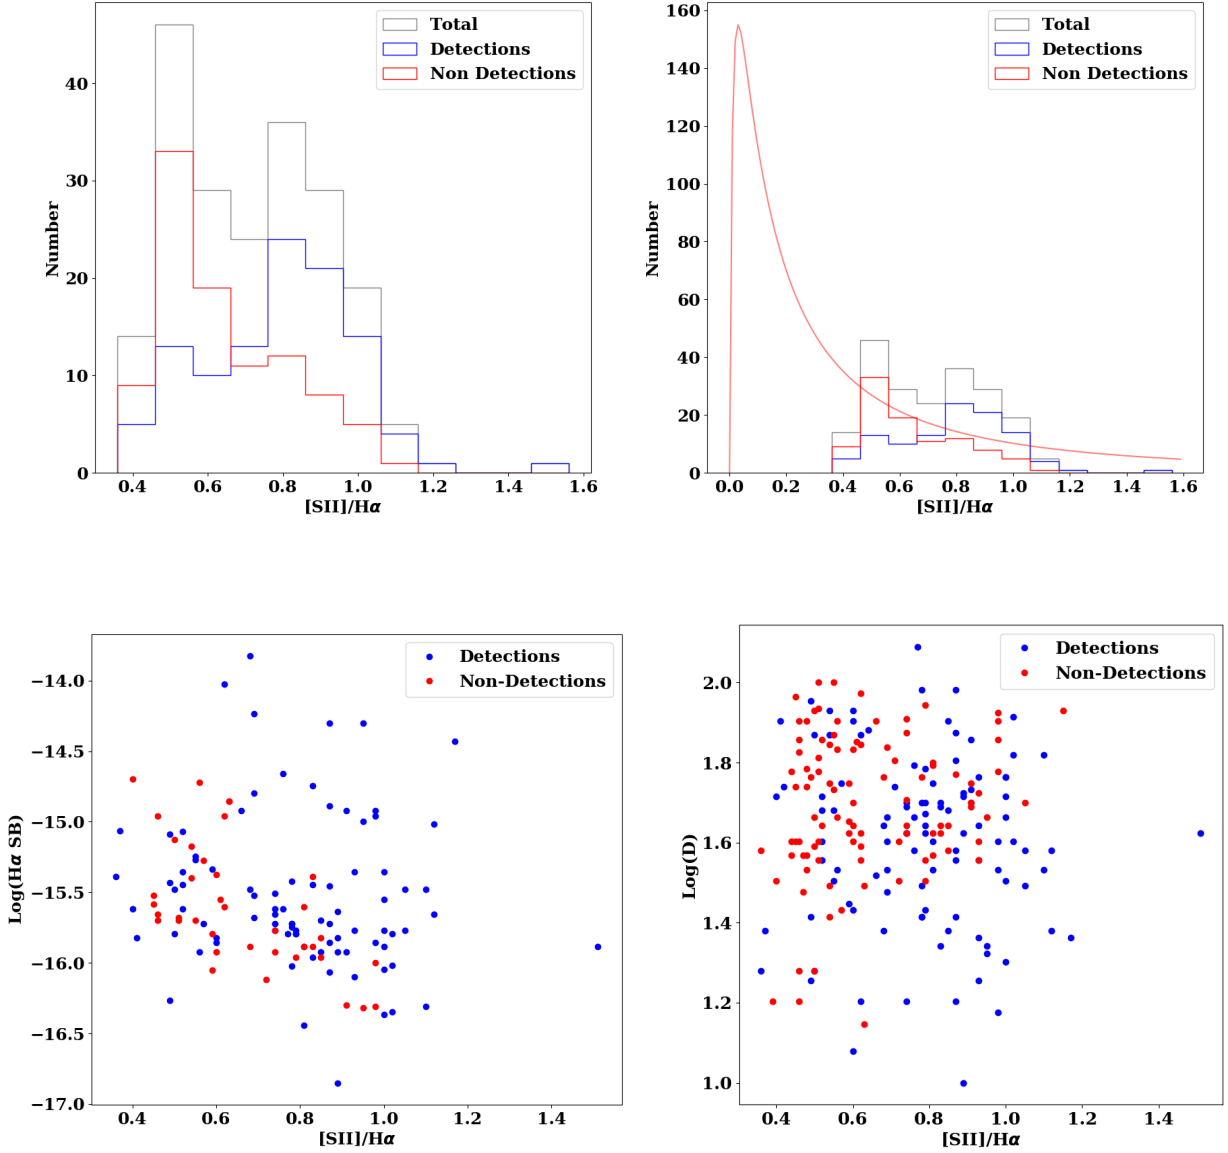 Total
Detections
Non Detections
40
30
20
10
0
Number
0.4 0.6 0.8 1.0 1.2 1.4 1.6
[SII]/Hα
Total
Detections
Non Detections
160
140
120
100
80
60
40
20
0
Number
0.0 0.2 0.4 0.6 0.8 1.0 1.2 1.4 1.6
[SII]/Hα
Detections
Non-Detections
−14.0
−14.5
−15.0
−15.5
−16.0
−16.5
−17.0
Log(Hα SB)
0.4 0.6 0.8 1.0 1.2 1.4
[SII]/Hα
Detections
Non-Detections
2.0
1.8
1.6
1.4
1.2
1.0
Log(D)
0.4 0.6 0.8 1.0 1.2 1.4
[SII]/Hα